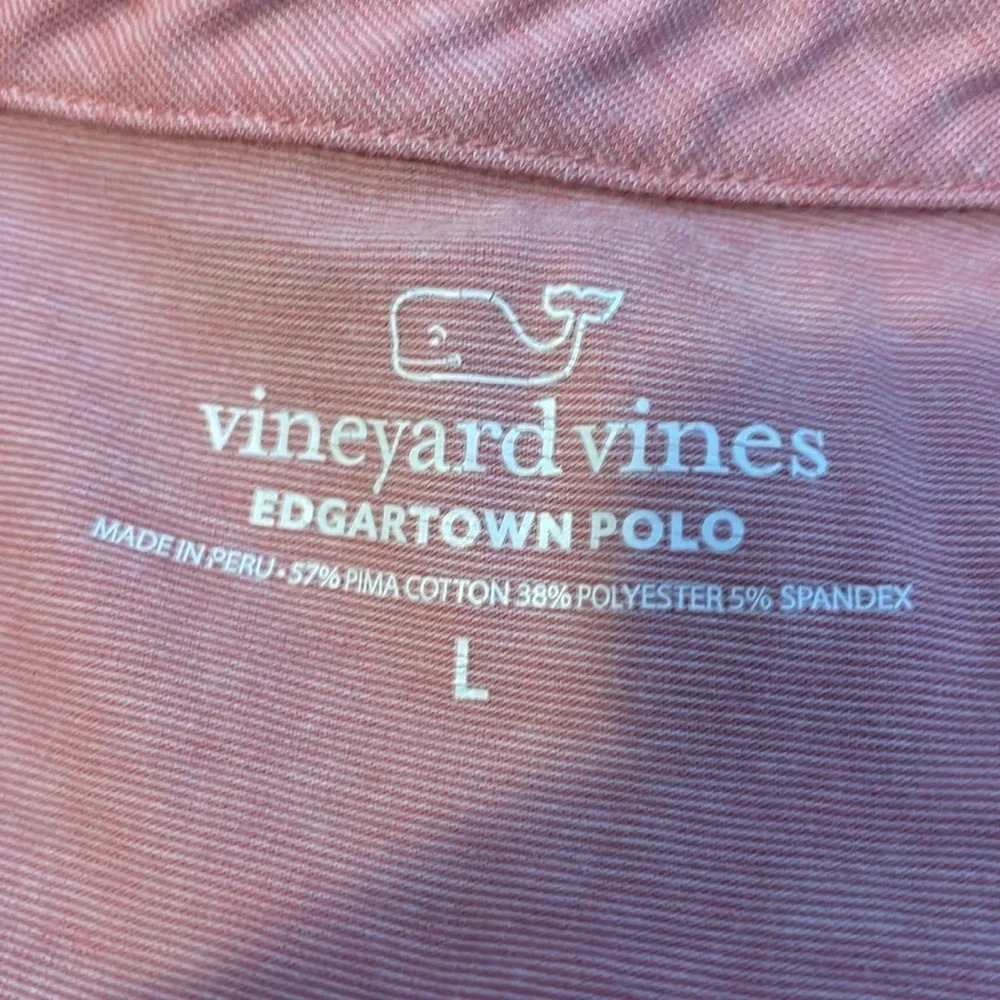 vineyard vines
EDGARTOWN POLO
MADE IN PERU • 57% PIMA COTTON 38% POLYESTER 5% SPANDEX
L